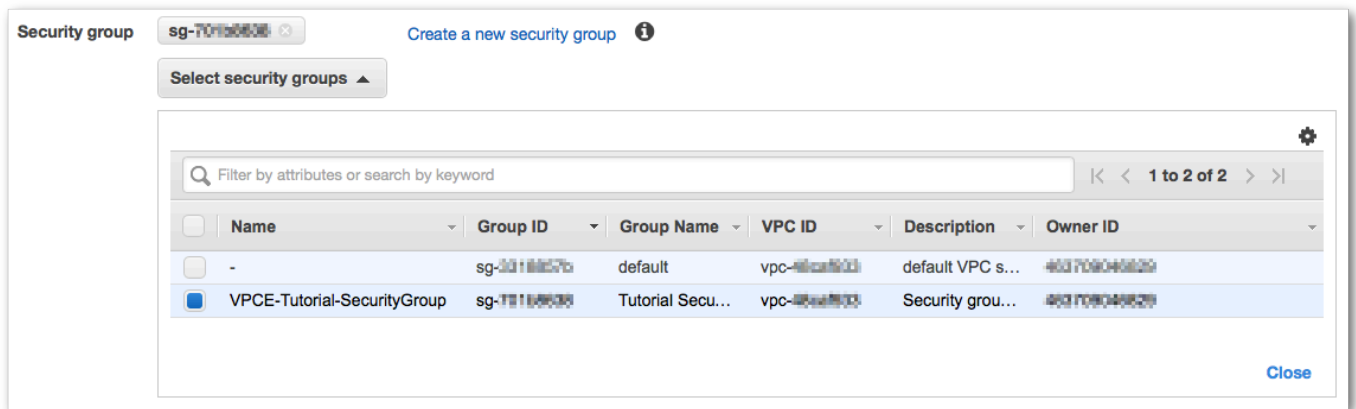 Security group sg- Create a new security group
Select security groups
Filter by attributes or search by keyword 1 to 2 of 2
Name Group ID Group Name VPC ID Description Owner ID
- sg- default vpc- default VPC s...
VPCE-Tutorial-SecurityGroup sg- Tutorial Secu... vpc- Security grou...
Close